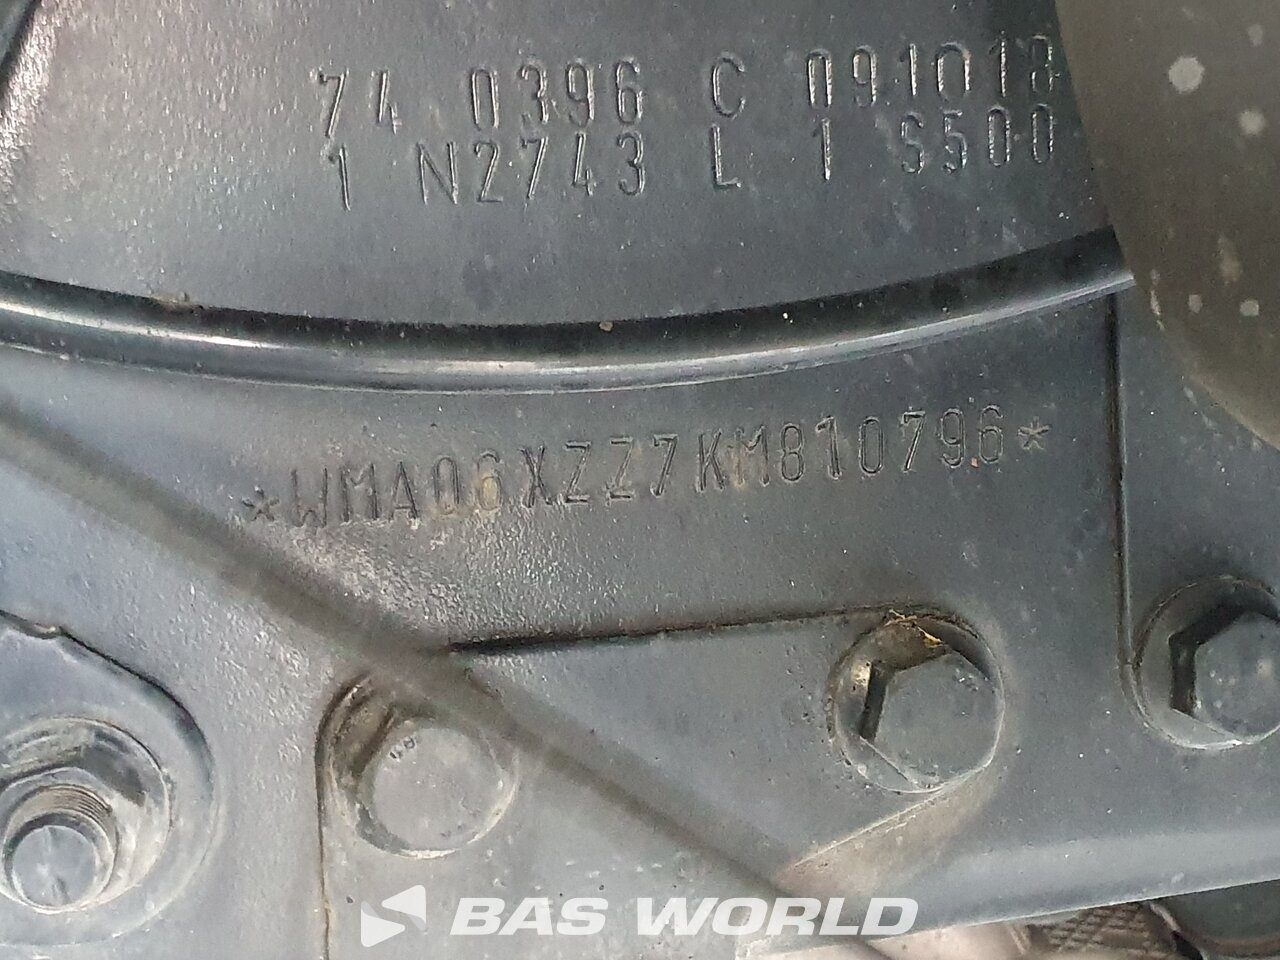 74 0396 C 091018
1 N2743 L 1 S500
*WMA06XZZ7KM810796*
BAS WORLD